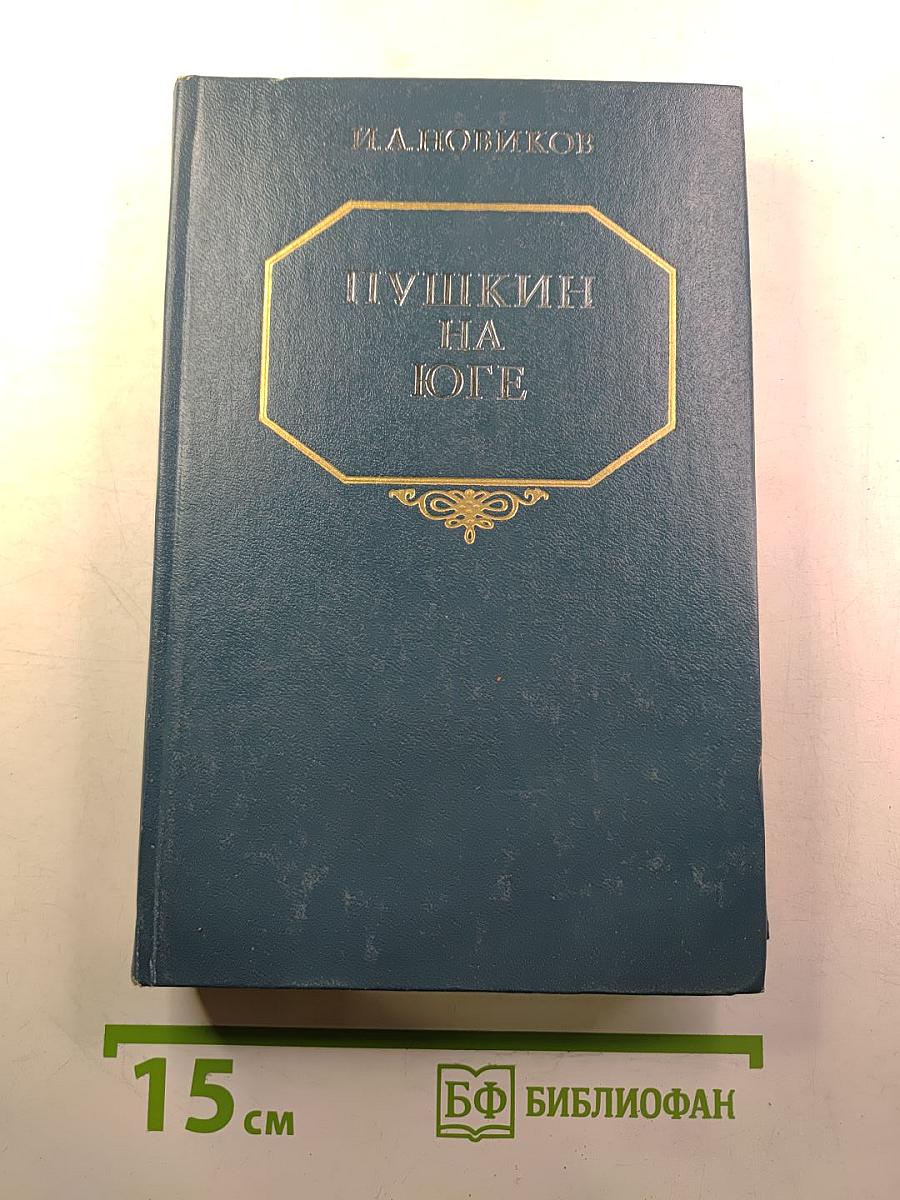 И.А.НОВИКОВ
ПУШКИН
НА
ЮГЕ
15 см
БФ БИБЛИОФАН